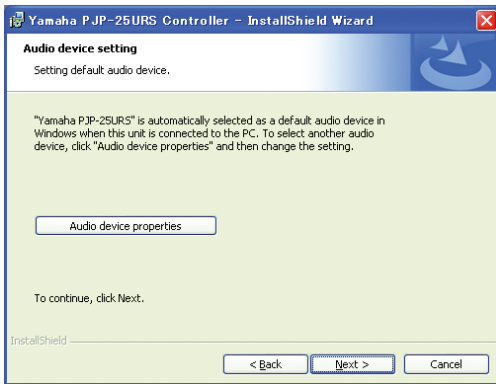 Yamaha PJP-25URS Controller - InstallShield Wizard
Audio device setting
Setting default audio device.
"Yamaha PJP-25URS" is automatically selected as a default audio device in
Windows when this unit is connected to the PC. To select another audio
device, click "Audio device properties" and then change the setting.
Audio device properties
To continue, click Next.
InstallShield
< Back
Next >
Cancel